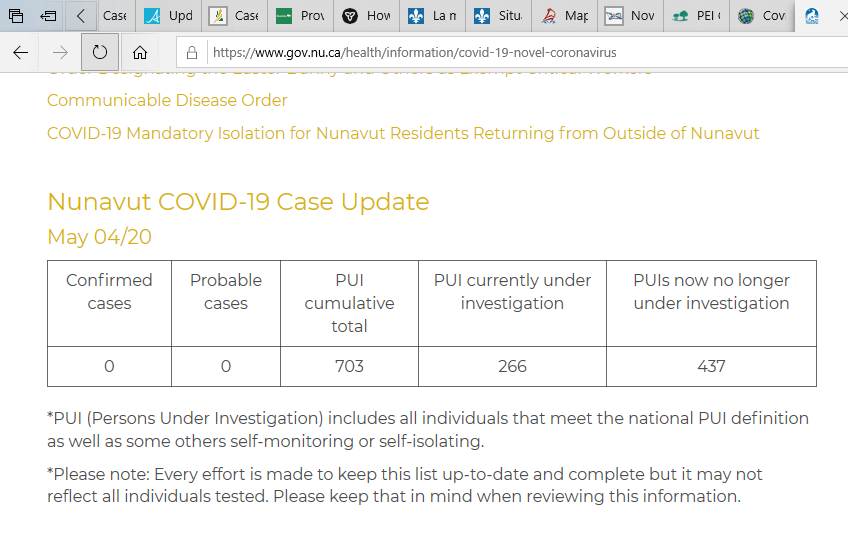 Case
Upd
Case
Prov
How
La n
Situ
Map
Nov
PEI
Cov
https://www.gov.nu.ca/health/information/covid-19-novel-coronavirus
Communicable Disease Order
COVID-19 Mandatory Isolation for Nunavut Residents Returning from Outside of Nunavut
Nunavut COVID-19 Case Update
May 04/20
Confirmed cases
Probable cases
PUI cumulative total
PUI currently under investigation
PUIs now no longer under investigation
0
0
703
266
437
*PUI (Persons Under Investigation) includes all individuals that meet the national PUI definition
as well as some others self-monitoring or self-isolating.
*Please note: Every effort is made to keep this list up-to-date and complete but it may not
reflect all individuals tested. Please keep that in mind when reviewing this information.